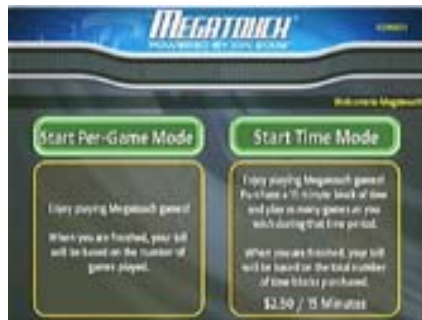 MEGATOUCH
POWERED BY
Welcome to Megatouch
Start Per-Game Mode
Start Time Mode
Enjoy playing Megatouch games!
When you are finished, your bill
will be based on the number of
games played.
Enjoy playing Megatouch games!
Purchase a 15 minute block of time
and play as many games as you
wish during that time period.
When you are finished, your bill
will be based on the total number
of time blocks purchased.
$2.50 / 15 Minutes